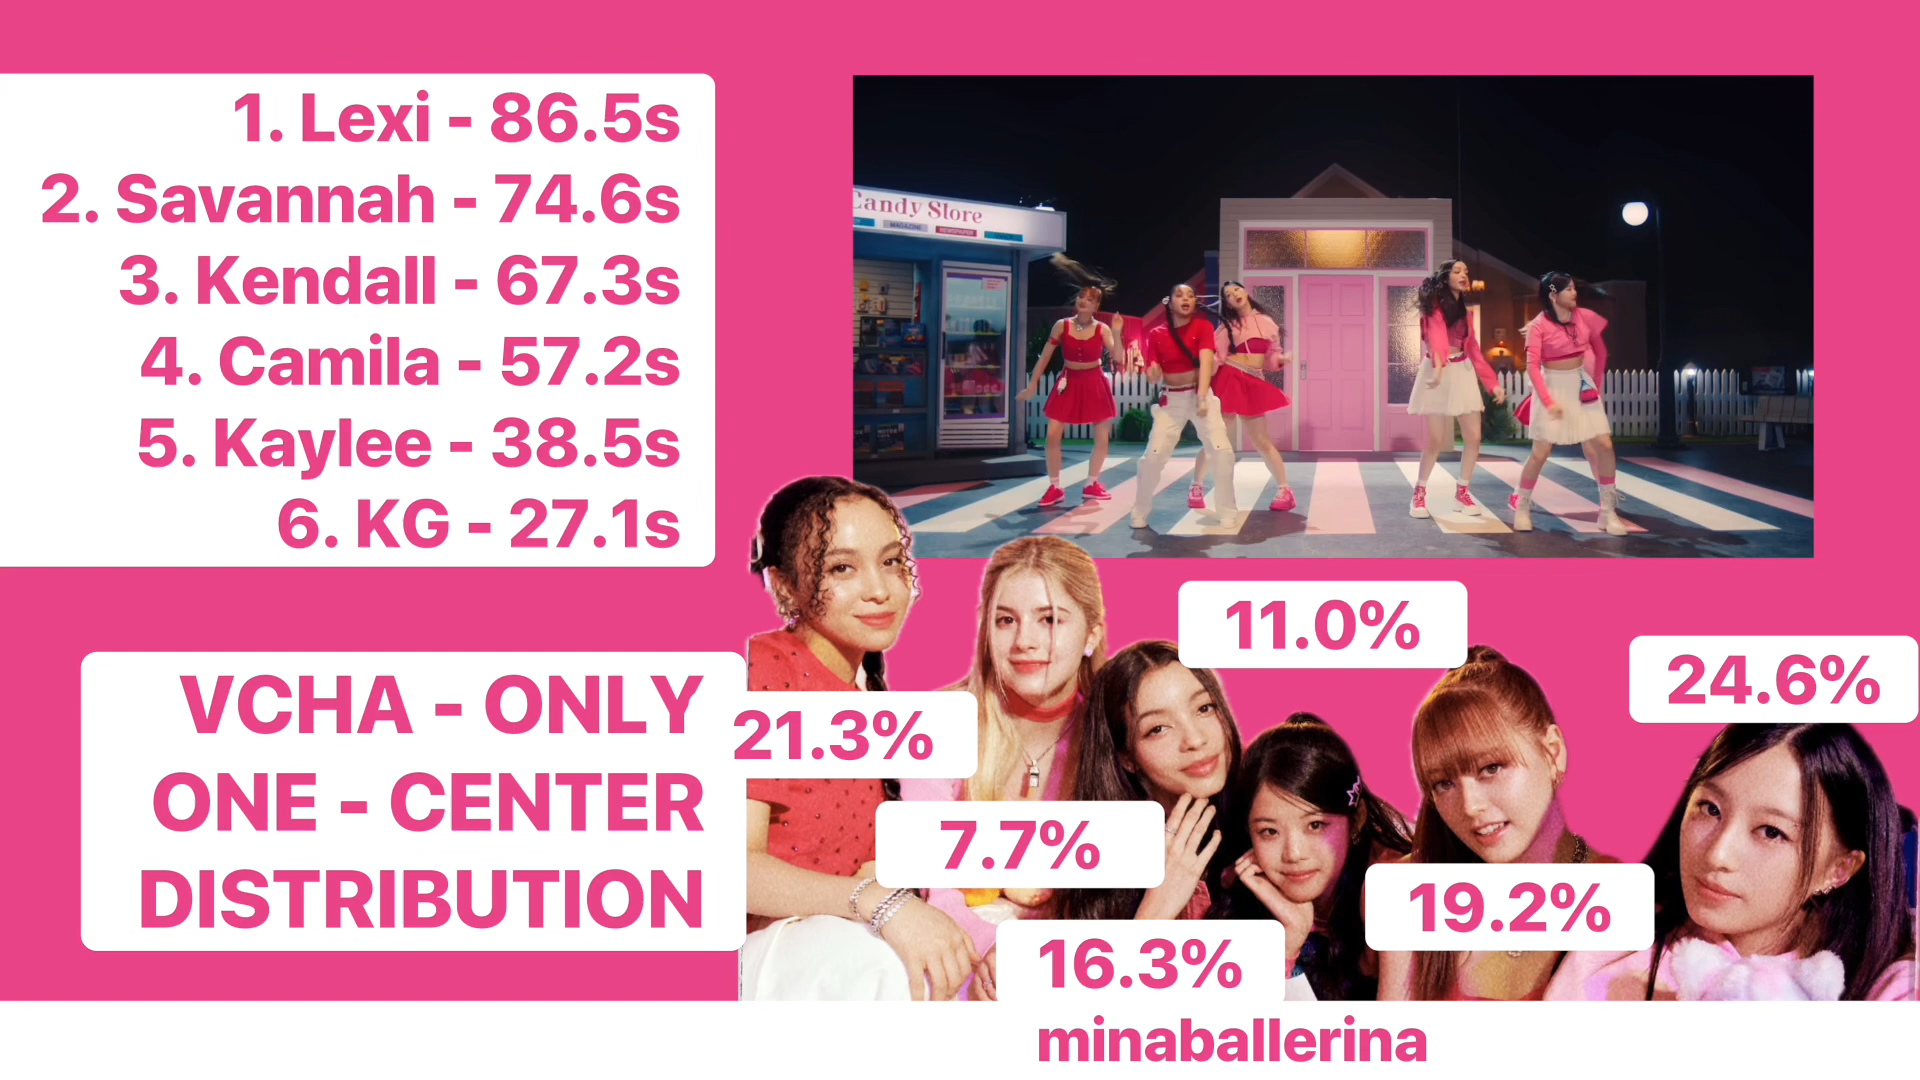 1. Lexi - 86.5s
2. Savannah - 74.6s
3. Kendall - 67.3s
4. Camila - 57.2s
5. Kaylee - 38.5s
6. KG - 27.1s
Candy Store
MAGAZINE
NEWSPAPER
VCHA - ONLY
ONE - CENTER
DISTRIBUTION
21.3%
7.7%
16.3%
11.0%
19.2%
24.6%
minaballerina